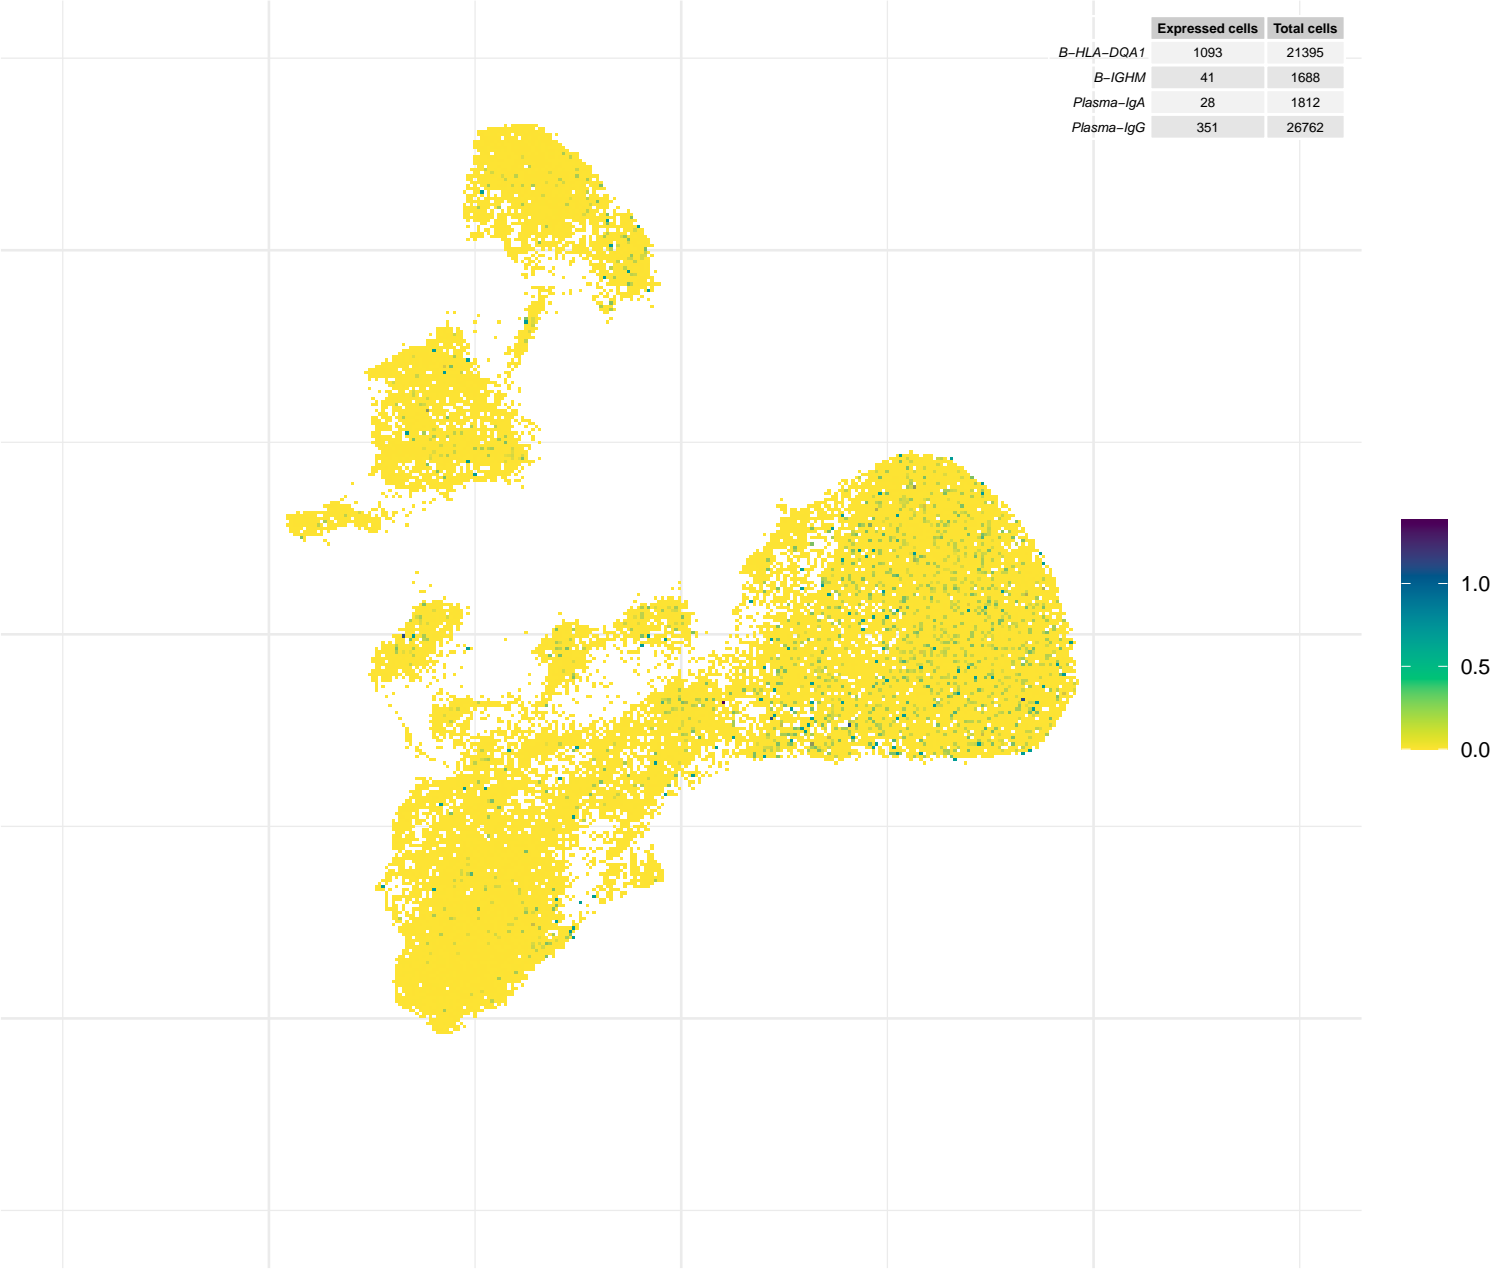 Expressed cells Total cells
B−HLA−DQA1 1093 21395
B−IGHM 41 1688
Plasma−IgA 28 1812
Plasma−IgG 351 26762
1.0
0.5
0.0